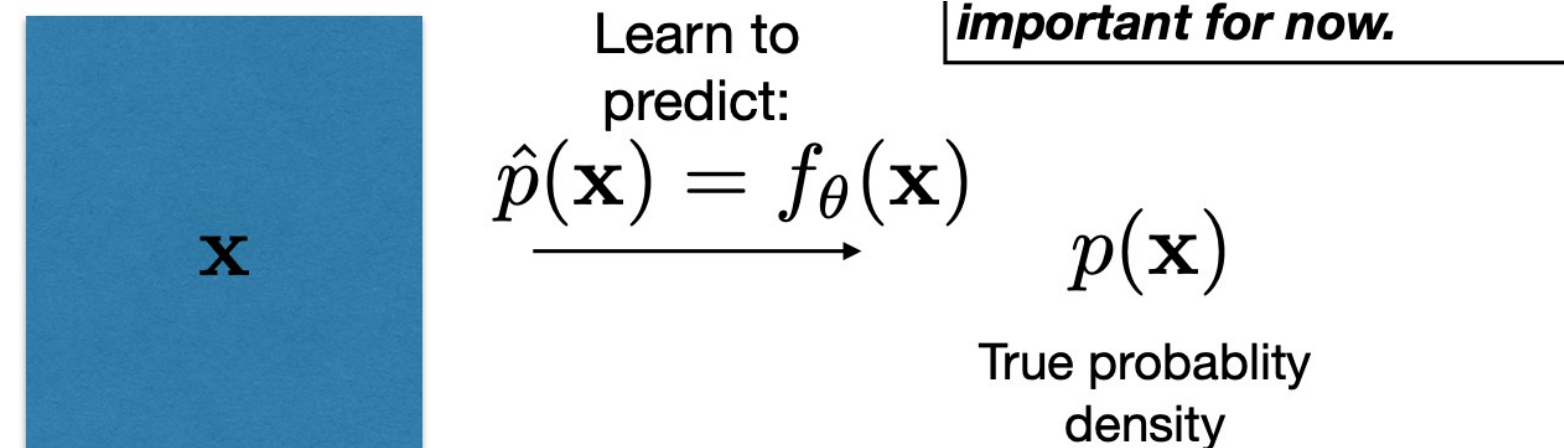 Learn to
predict:
important for now.
p̂(x) = f_θ(x)
x
p(x)
True probablity
density